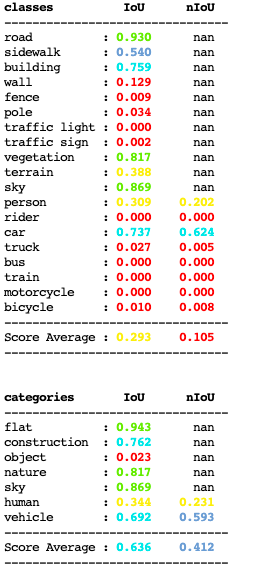 classes IoU nIoU
--------------------------------
road : 0.930 nan
sidewalk : 0.540 nan
building : 0.759 nan
wall : 0.129 nan
fence : 0.009 nan
pole : 0.034 nan
traffic light : 0.000 nan
traffic sign : 0.002 nan
vegetation : 0.817 nan
terrain : 0.388 nan
sky : 0.869 nan
person : 0.309 0.202
rider : 0.000 0.000
car : 0.737 0.624
truck : 0.027 0.005
bus : 0.000 0.000
train : 0.000 0.000
motorcycle : 0.000 0.000
bicycle : 0.010 0.008
--------------------------------
Score Average : 0.293 0.105
--------------------------------
categories IoU nIoU
--------------------------------
flat : 0.943 nan
construction : 0.762 nan
object : 0.023 nan
nature : 0.817 nan
sky : 0.869 nan
human : 0.344 0.231
vehicle : 0.692 0.593
--------------------------------
Score Average : 0.636 0.412
--------------------------------